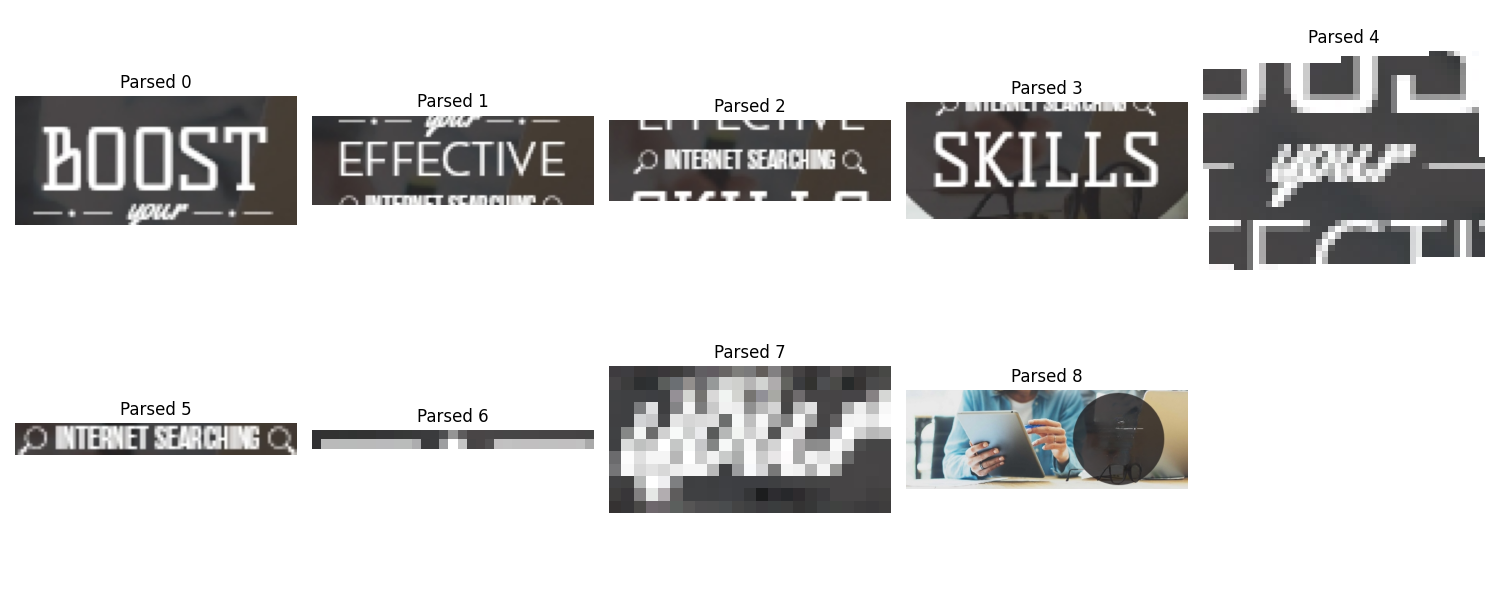 Parsed 0
BOOST
your
Parsed 1
your
EFFECTIVE
INTERNET SEARCHING
Parsed 2
EFFECTIVE
INTERNET SEARCHING
SKILLS
Parsed 3
INTERNET SEARCHING
SKILLS
Parsed 4
your
Parsed 5
INTERNET SEARCHING
Parsed 6
Parsed 7
your
Parsed 8